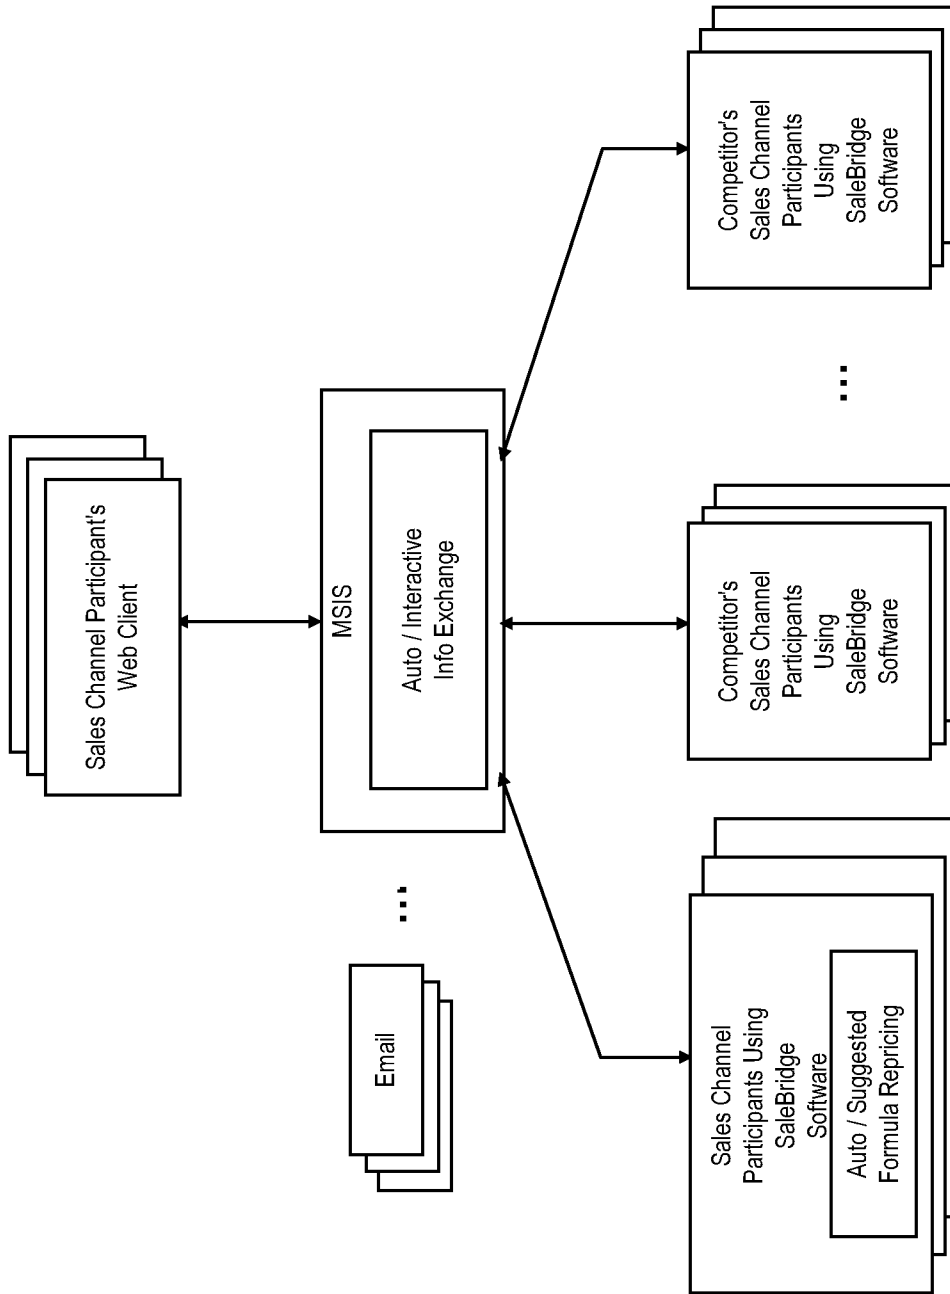 Sales Channel Participant's
Web Client
MSIS
Auto / Interactive
Info Exchange
Email
...
Sales Channel
Participants Using
SaleBridge
Software
Auto / Suggested
Formula Repricing
Competitor's
Sales Channel
Participants
Using
SaleBridge
Software
...
Competitor's
Sales Channel
Participants
Using
SaleBridge
Software